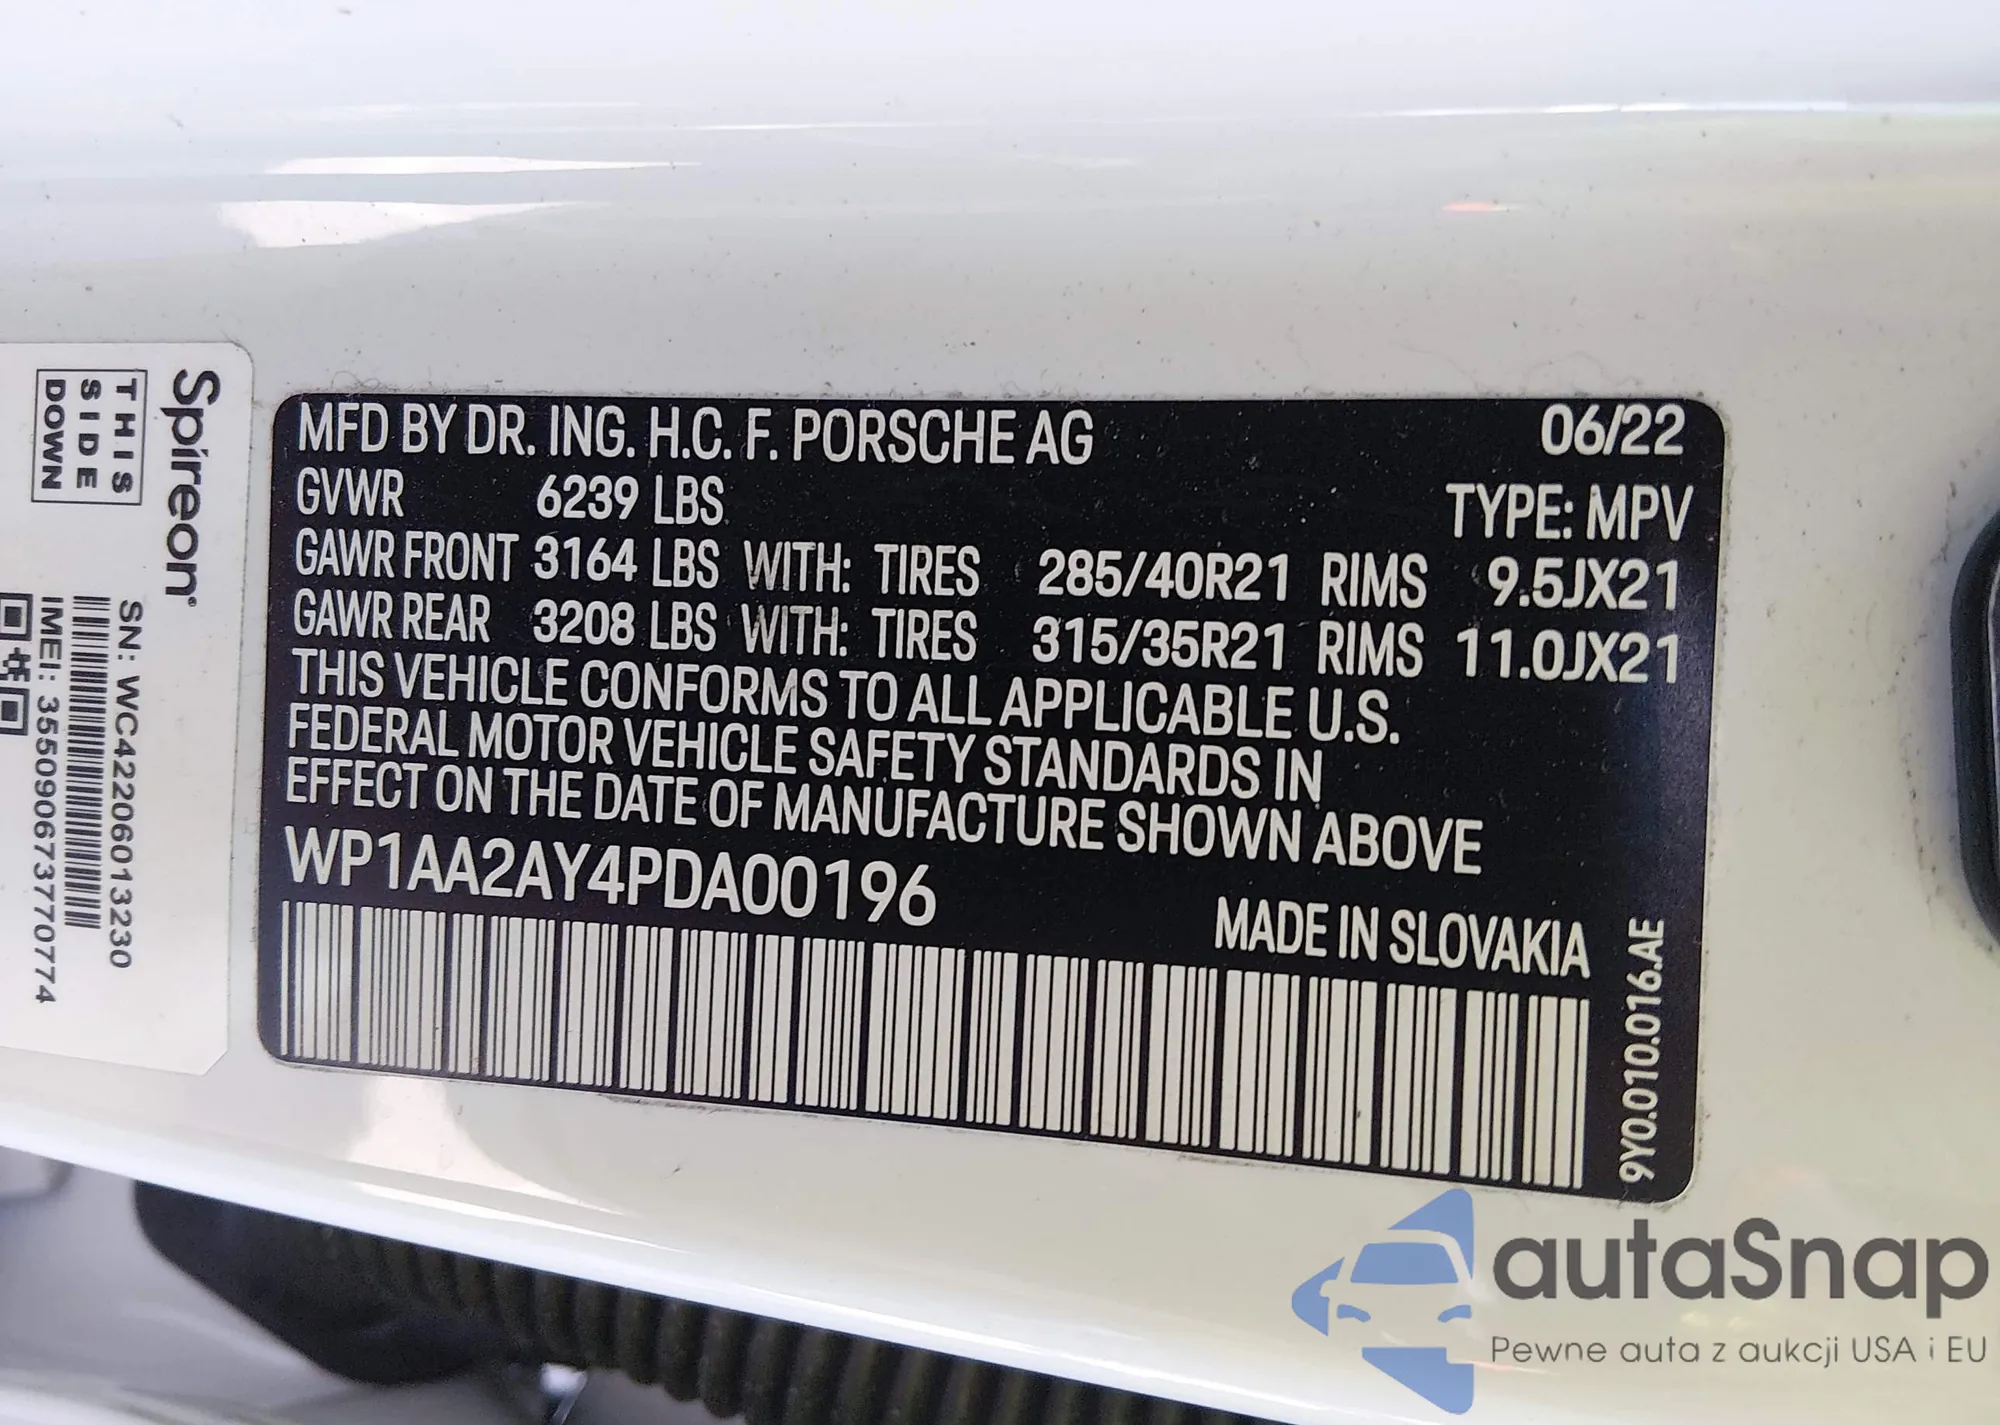 Spireon
THIS
SIDE
DOWN
SN: WC42206013230
IMEI: 355090673770774
MFD BY DR. ING. H.C. F. PORSCHE AG 06/22
GVWR 6239 LBS TYPE: MPV
GAWR FRONT 3164 LBS WITH: TIRES 285/40R21 RIMS 9.5JX21
GAWR REAR 3208 LBS WITH: TIRES 315/35R21 RIMS 11.0JX21
THIS VEHICLE CONFORMS TO ALL APPLICABLE U.S.
FEDERAL MOTOR VEHICLE SAFETY STANDARDS IN
EFFECT ON THE DATE OF MANUFACTURE SHOWN ABOVE
WP1AA2AY4PDA00196
MADE IN SLOVAKIA
9Y0.010.016.AE
autaSnap
Pewne auta z aukcji USA i EU